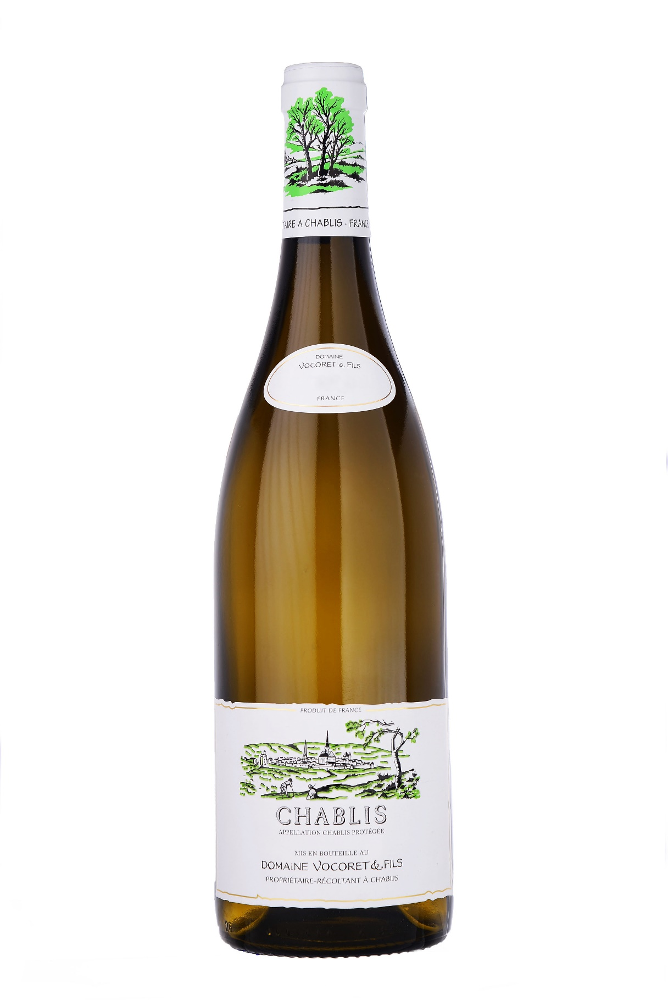 TAIRE A CHABLIS · FRANCE
DOMAINE
VOCORET & FILS
FRANCE
PRODUIT DE FRANCE
CHABLIS
APPELLATION CHABLIS PROTÉGÉE
MIS EN BOUTEILLE AU
DOMAINE VOCORET & FILS
PROPRIÉTAIRE-RÉCOLTANT À CHABLIS
26